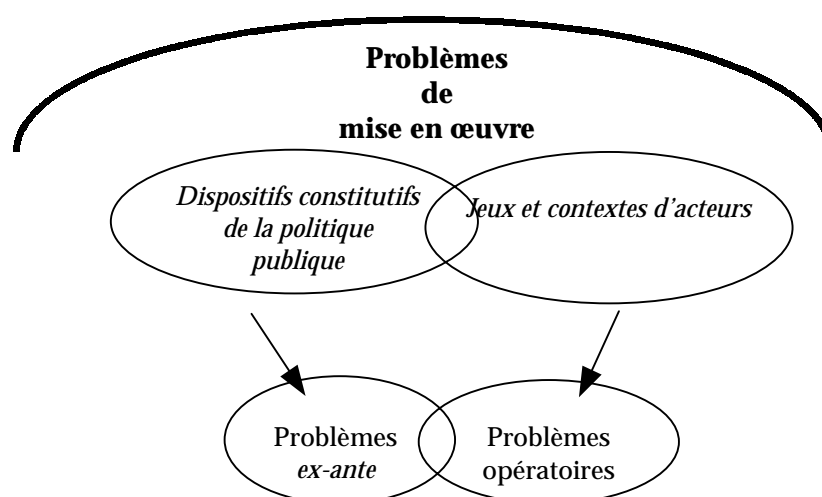 Problèmes
de
mise en œuvre
Dispositifs constitutifs
de la politique
publique
Jeux et contextes d'acteurs
Problèmes
ex-ante
Problèmes
opératoires